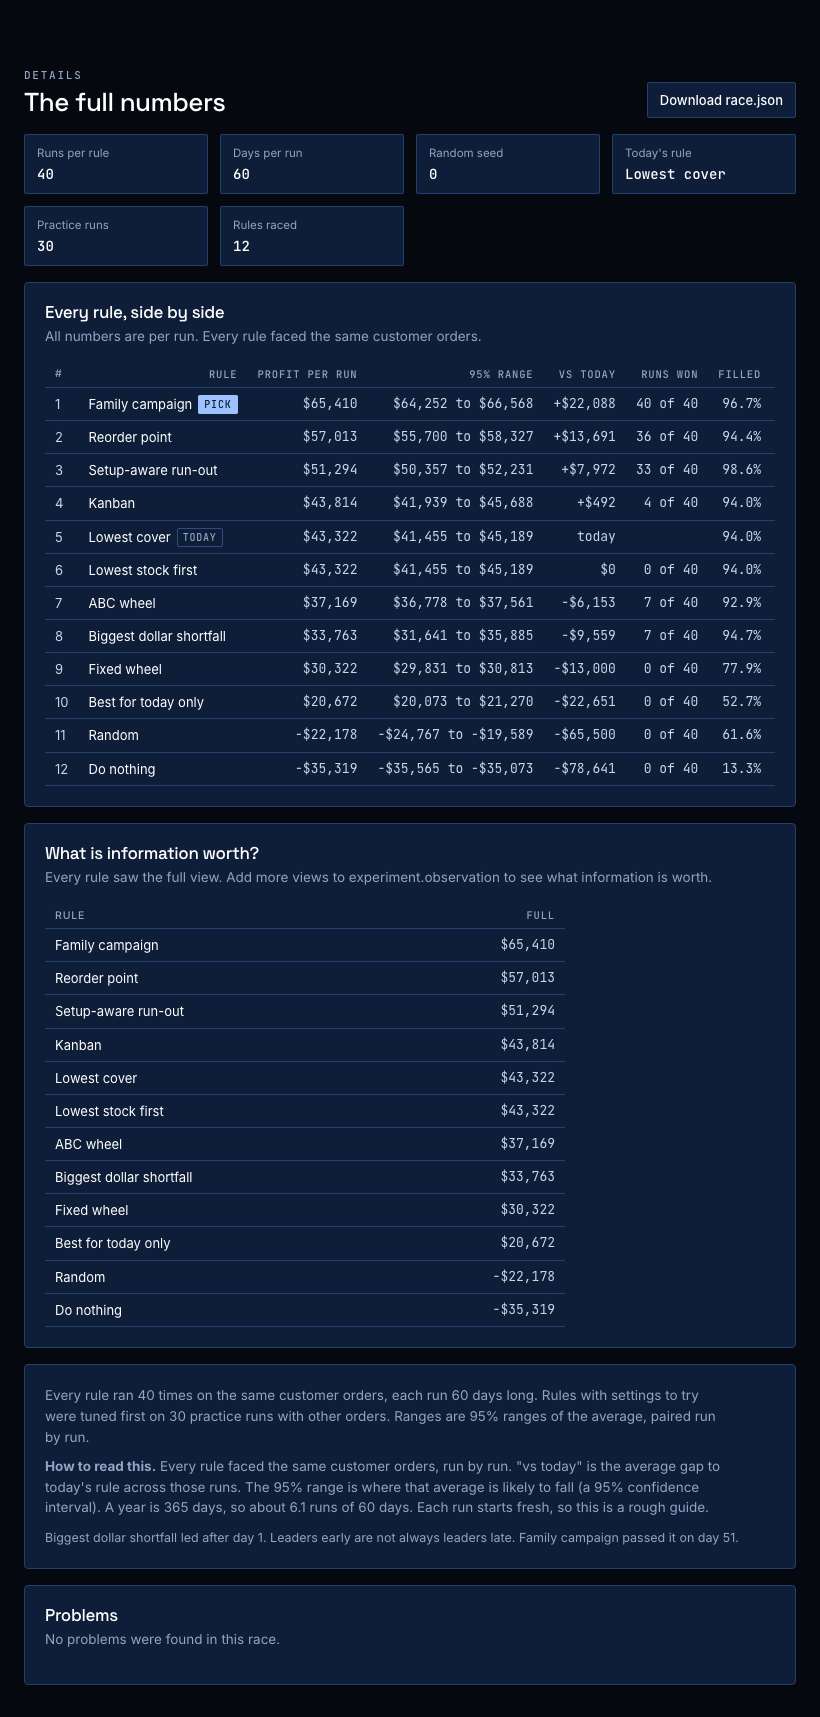 DETAILS
The full numbers
Download race.json
Runs per rule
40
Days per run
60
Random seed
0
Today's rule
Lowest cover
Practice runs
30
Rules raced
12
Every rule, side by side
All numbers are per run. Every rule faced the same customer orders.
# RULE PROFIT PER RUN 95% RANGE VS TODAY RUNS WON FILLED
1 Family campaign PICK $65,410 $64,252 to $66,568 +$22,088 40 of 40 96.7%
2 Reorder point $57,013 $55,700 to $58,327 +$13,691 36 of 40 94.4%
3 Setup-aware run-out $51,294 $50,357 to $52,231 +$7,972 33 of 40 98.6%
4 Kanban $43,814 $41,939 to $45,688 +$492 4 of 40 94.0%
5 Lowest cover TODAY $43,322 $41,455 to $45,189 today 94.0%
6 Lowest stock first $43,322 $41,455 to $45,189 $0 0 of 40 94.0%
7 ABC wheel $37,169 $36,778 to $37,561 -$6,153 7 of 40 92.9%
8 Biggest dollar shortfall $33,763 $31,641 to $35,885 -$9,559 7 of 40 94.7%
9 Fixed wheel $30,322 $29,831 to $30,813 -$13,000 0 of 40 77.9%
10 Best for today only $20,672 $20,073 to $21,270 -$22,651 0 of 40 52.7%
11 Random -$22,178 -$24,767 to -$19,589 -$65,500 0 of 40 61.6%
12 Do nothing -$35,319 -$35,565 to -$35,073 -$78,641 0 of 40 13.3%
What is information worth?
Every rule saw the full view. Add more views to experiment.observation to see what information is worth.
RULE FULL
Family campaign $65,410
Reorder point $57,013
Setup-aware run-out $51,294
Kanban $43,814
Lowest cover $43,322
Lowest stock first $43,322
ABC wheel $37,169
Biggest dollar shortfall $33,763
Fixed wheel $30,322
Best for today only $20,672
Random -$22,178
Do nothing -$35,319
Every rule ran 40 times on the same customer orders, each run 60 days long. Rules with settings to try
were tuned first on 30 practice runs with other orders. Ranges are 95% ranges of the average, paired run
by run.
How to read this. Every rule faced the same customer orders, run by run. "vs today" is the average gap to
today's rule across those runs. The 95% range is where that average is likely to fall (a 95% confidence
interval). A year is 365 days, so about 6.1 runs of 60 days. Each run starts fresh, so this is a rough guide.
Biggest dollar shortfall led after day 1. Leaders early are not always leaders late. Family campaign passed it on day 51.
Problems
No problems were found in this race.